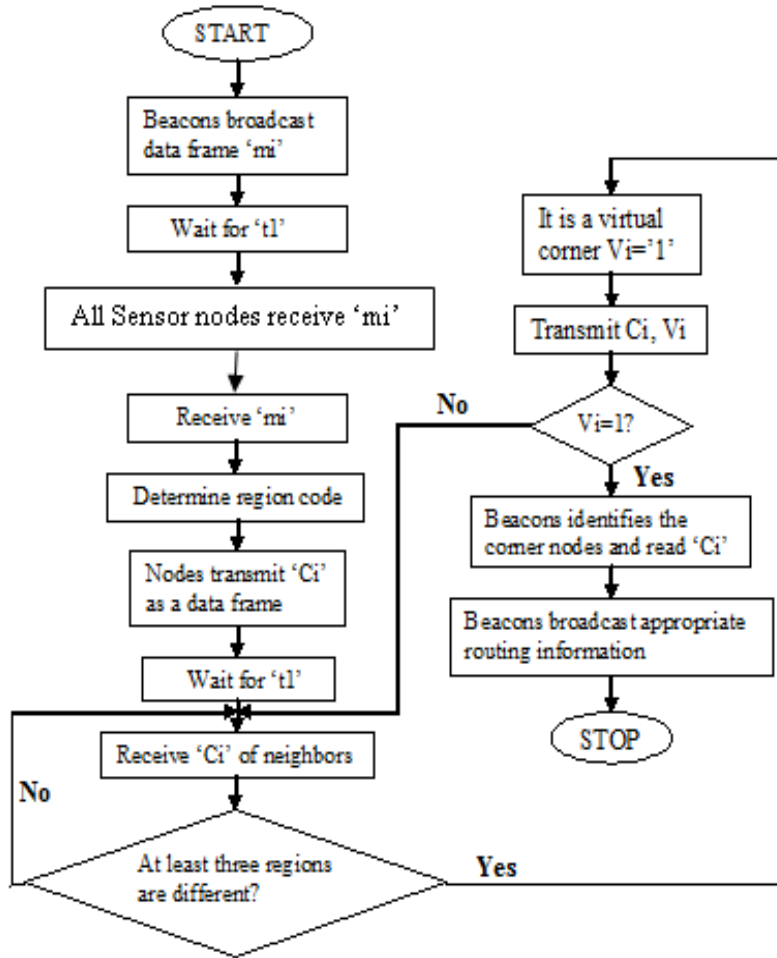 START
Beacons broadcast
data frame ‘mi’
Wait for ‘t1’
All Sensor nodes receive ‘mi’
Receive ‘mi’
Determine region code
Nodes transmit ‘Ci’
as a data frame
Wait for ‘t1’
Receive ‘Ci’ of neighbors
No
At least three regions
are different?
Yes
It is a virtual
corner Vi=’1’
Transmit Ci, Vi
No
Vi=1?
Yes
Beacons identifies the
corner nodes and read ‘Ci’
Beacons broadcast appropriate
routing information
STOP